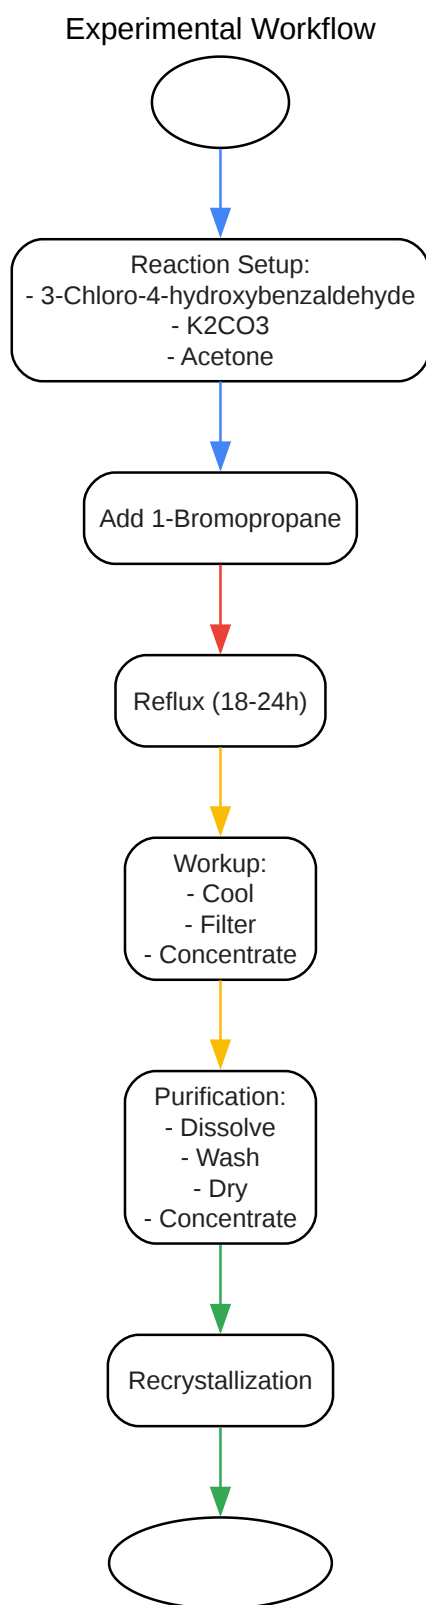 Experimental Workflow
Reaction Setup:
- 3-Chloro-4-hydroxybenzaldehyde
- K2CO3
- Acetone
Add 1-Bromopropane
Reflux (18-24h)
Workup:
- Cool
- Filter
- Concentrate
Purification:
- Dissolve
- Wash
- Dry
- Concentrate
Recrystallization